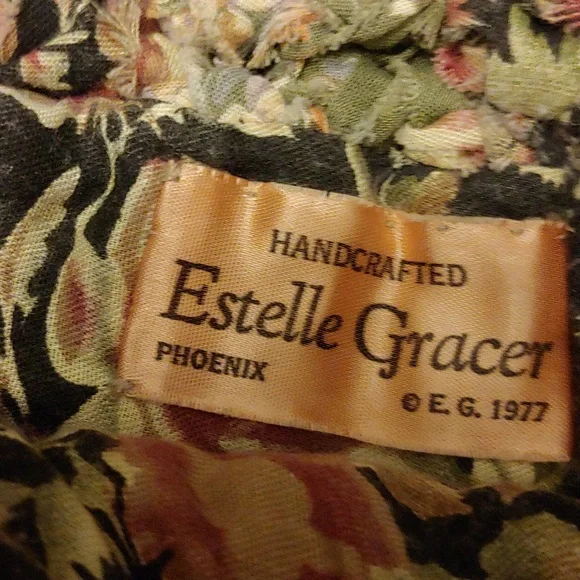 HANDCRAFTED
Estelle Gracer
PHOENIX
© E. G. 1977